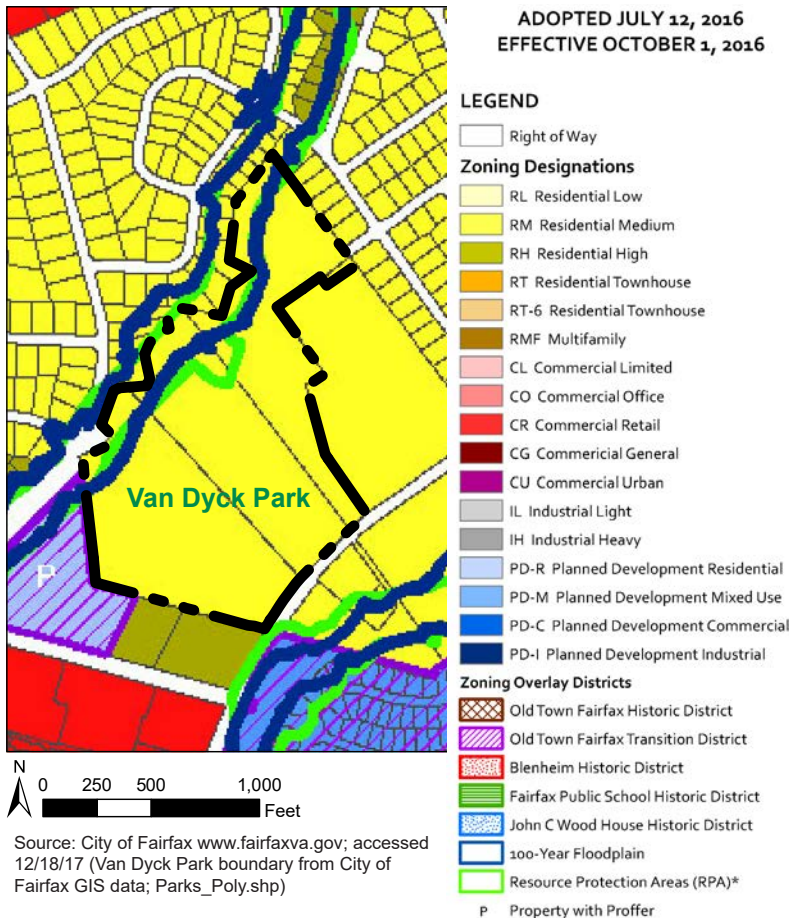 ADOPTED JULY 12, 2016
EFFECTIVE OCTOBER 1, 2016
LEGEND
Right of Way
Zoning Designations
RL Residential Low
RM Residential Medium
RH Residential High
RT Residential Townhouse
RT-6 Residential Townhouse
RMF Multifamily
CL Commercial Limited
CO Commercial Office
CR Commercial Retail
CG Commericial General
CU Commercial Urban
IL Industrial Light
IH Industrial Heavy
PD-R Planned Development Residential
PD-M Planned Development Mixed Use
PD-C Planned Development Commercial
PD-I Planned Development Industrial
Zoning Overlay Districts
Old Town Fairfax Historic District
Old Town Fairfax Transition District
Blenheim Historic District
Fairfax Public School Historic District
John C Wood House Historic District
100-Year Floodplain
Resource Protection Areas (RPA)*
P Property with Proffer
Van Dyck Park
P
N
0 250 500 1,000
Feet
Source: City of Fairfax www.fairfaxva.gov; accessed
12/18/17 (Van Dyck Park boundary from City of
Fairfax GIS data; Parks_Poly.shp)